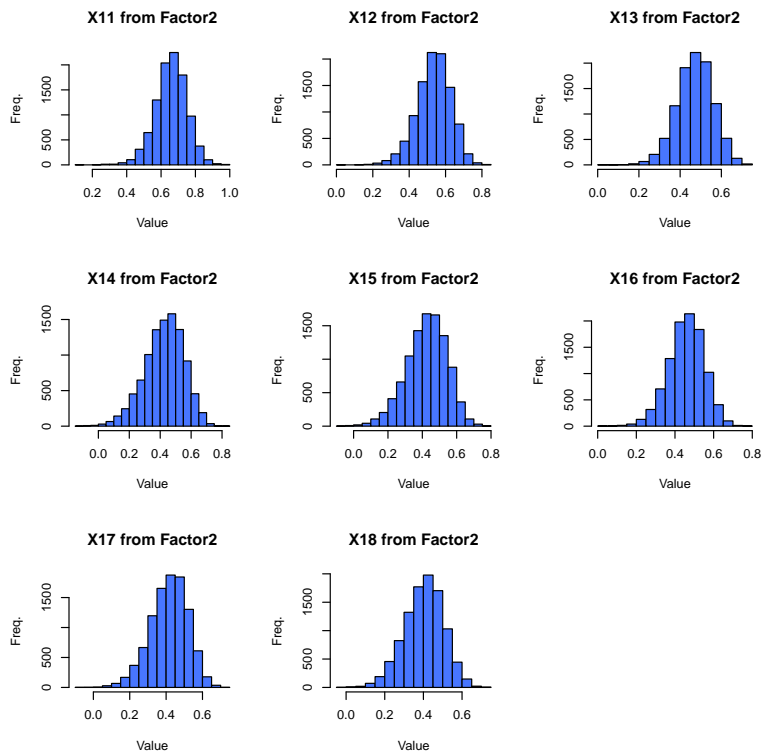 X11 from Factor2
Freq.
500
1500
0.2 0.4 0.6 0.8 1.0
Value
X12 from Factor2
Freq.
0
500
1500
0.0 0.2 0.4 0.6 0.8
Value
X13 from Factor2
Freq.
0
500
1500
0.0 0.2 0.4 0.6
Value
X14 from Factor2
Freq.
0
500
1500
0.0 0.2 0.4 0.6 0.8
Value
X15 from Factor2
Freq.
0
500
1500
0.0 0.2 0.4 0.6 0.8
Value
X16 from Factor2
Freq.
0
500
1500
0.0 0.2 0.4 0.6 0.8
Value
X17 from Factor2
Freq.
0
500
1500
0.0 0.2 0.4 0.6
Value
X18 from Factor2
Freq.
0
500
1500
0.0 0.2 0.4 0.6
Value